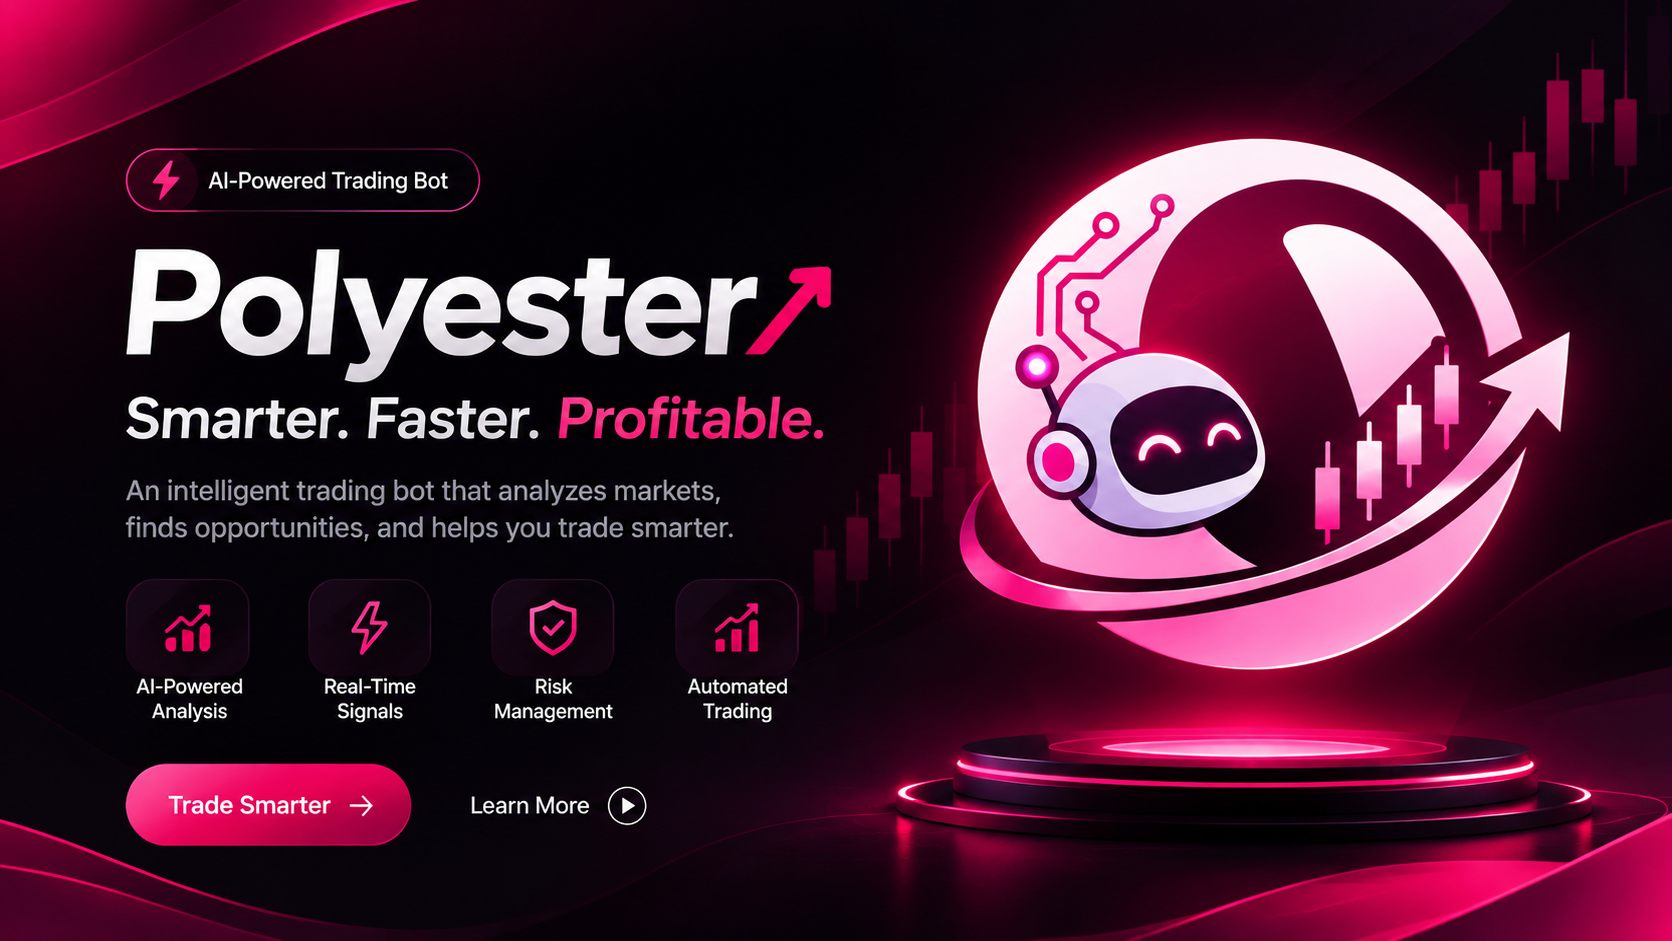 AI-Powered Trading Bot
Polyester
Smarter. Faster. Profitable.
An intelligent trading bot that analyzes markets,
finds opportunities, and helps you trade smarter.
AI-Powered
Analysis
Real-Time
Signals
Risk
Management
Automated
Trading
Trade Smarter
Learn More